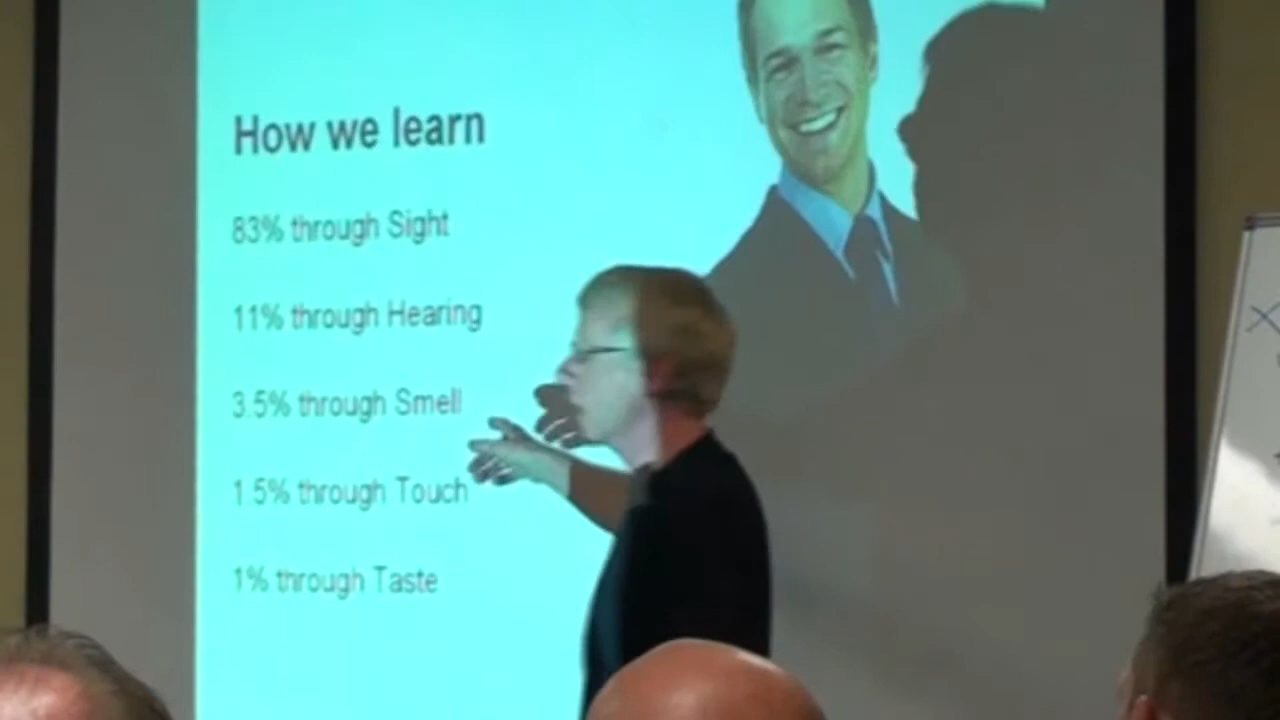 How we learn
83% through Sight
11% through Hearing
3.5% through Smell
1.5% through Touch
1% through Taste